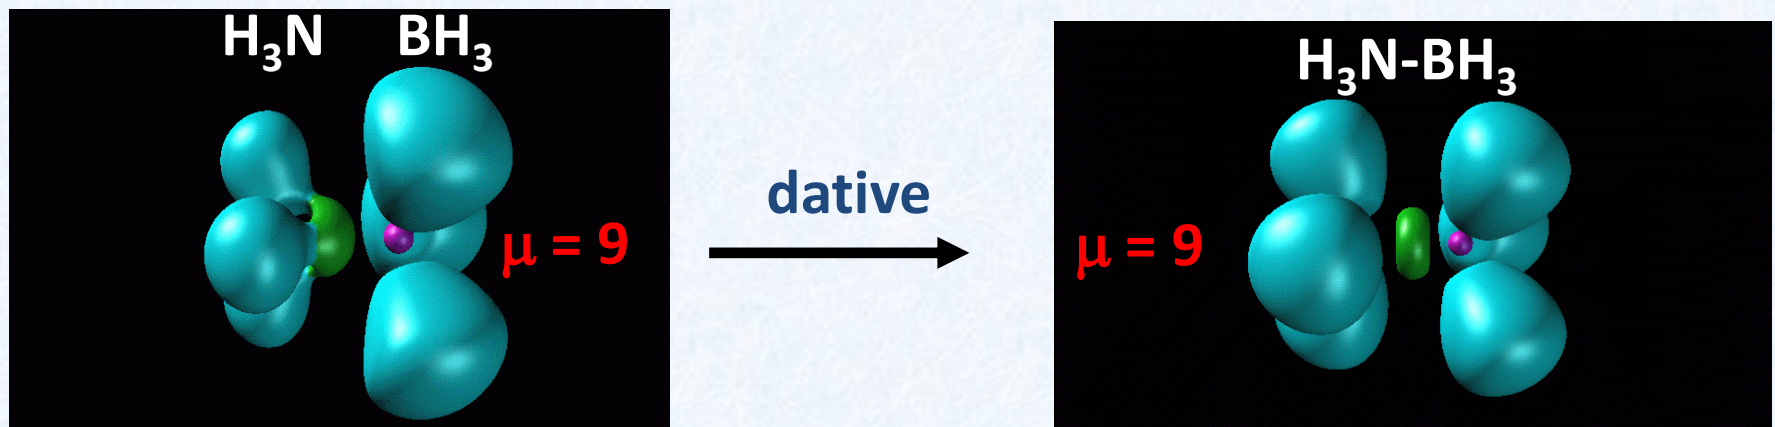 H₃N BH₃
μ = 9
dative
H₃N-BH₃
μ = 9